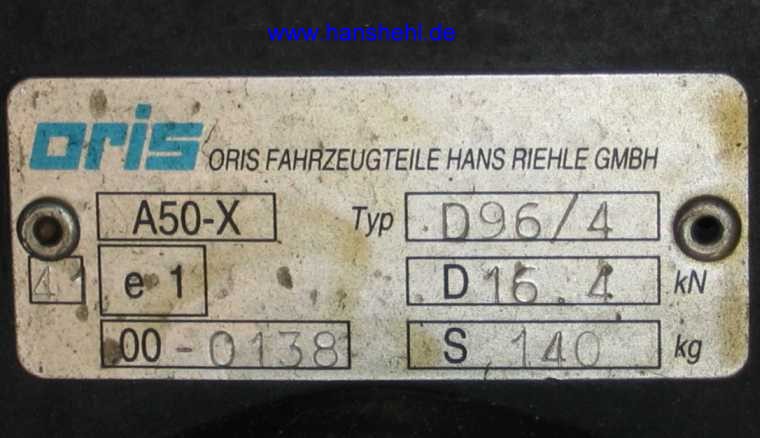 www.hanshehl.de
oris ORIS FAHRZEUGTEILE HANS RIEHLE GMBH
A50-X Typ D96/4
41 e 1 D 16.4 kN
00-0138 S 140 kg